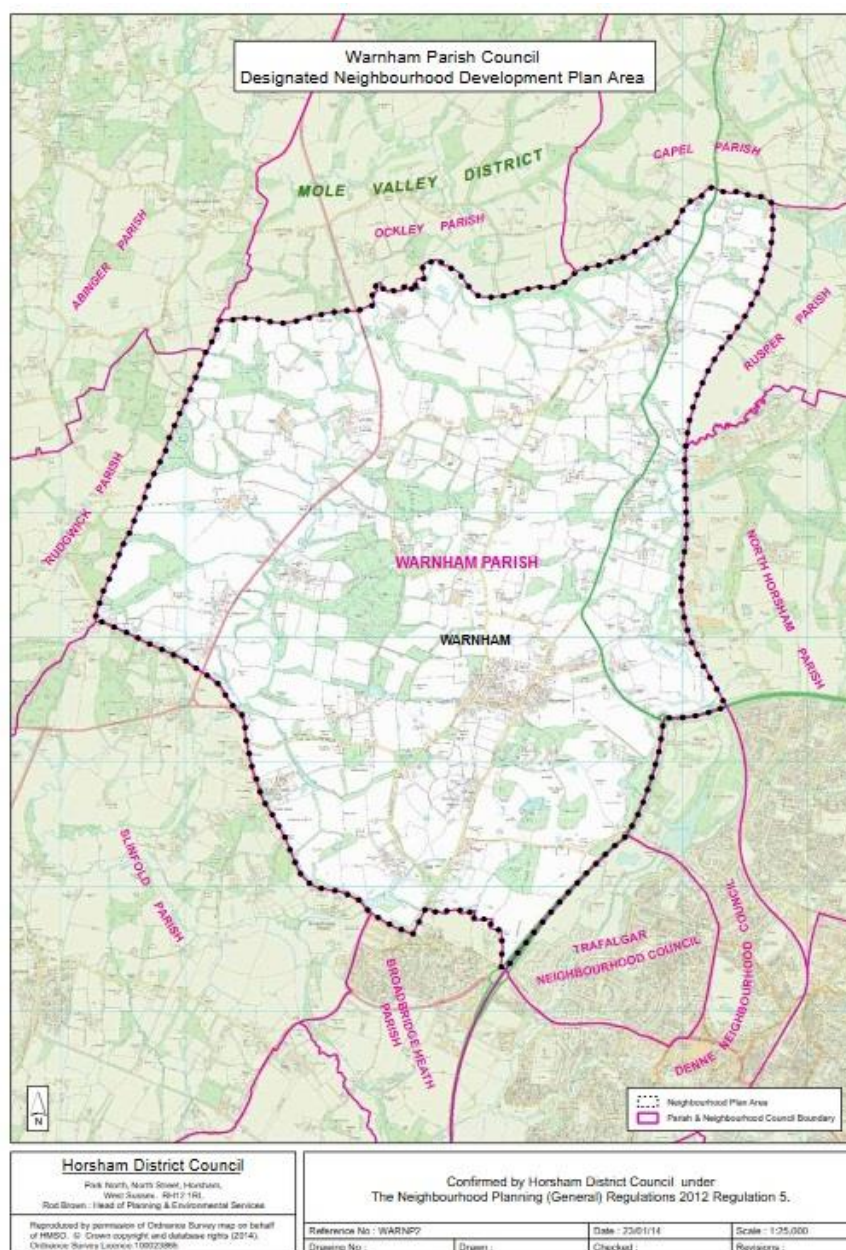 Warnham Parish Council
Designated Neighbourhood Development Plan Area
CAPEL PARISH
MOLE VALLEY DISTRICT
OCKLEY PARISH
ABINGER PARISH
RUSPER PARISH
RUDGWICK PARISH
WARNHAM PARISH
NORTH HORSHAM PARISH
WARNHAM
SLINFOLD PARISH
TRAFALGAR
NEIGHBOURHOOD COUNCIL
BROADBRIDGE HEATH
PARISH
DENNE NEIGHBOURHOOD COUNCIL
N
Neighbourhood Plan Area
Parish & Neighbourhood Council Boundary
Horsham District Council
Park North, North Street, Horsham,
West Sussex. RH12 1RL
Rod Brown : Head of Planning & Environmental Services
Reproduced by permission of Ordnance Survey map on behalf
of HMSO. © Crown copyright and database rights (2014).
Ordnance Survey Licence.100023865
Confirmed by Horsham District Council under
The Neighbourhood Planning (General) Regulations 2012 Regulation 5.
Reference No : WARNP2
Date : 23/01/14
Scale : 1:25,000
Drawing No :
Drawn :
Checked :
Revisions :